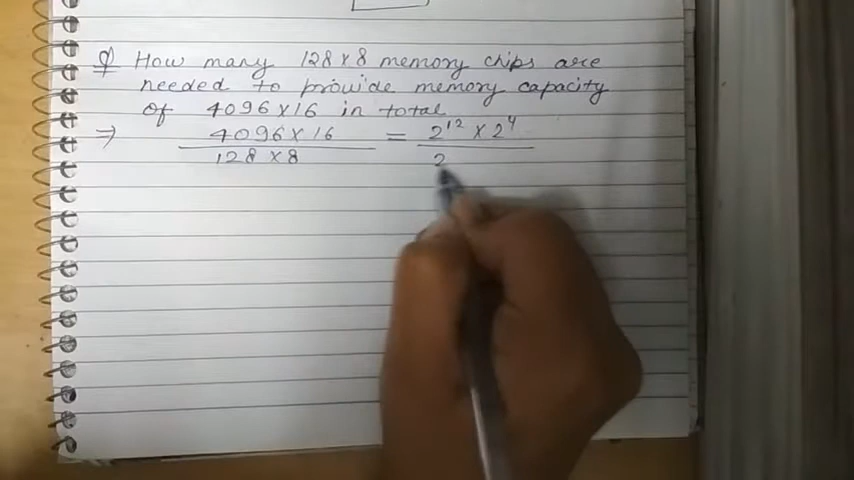 Q How many 128 x 8 memory chips are
needed to provide memory capacity
of 4096 x 16 in total
⇒ 4096 x 16 / 128 x 8 = 2^12 x 2^4 / 2